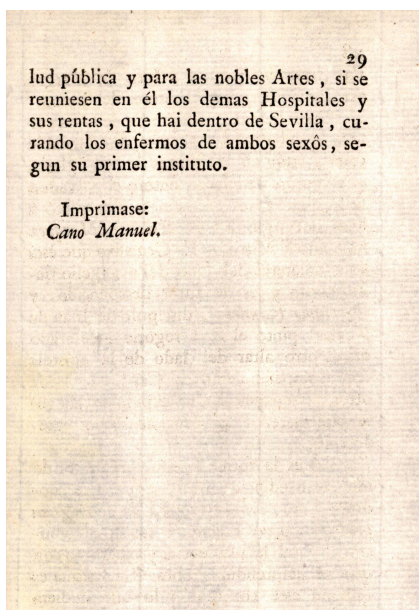 29
lud pública y para las nobles Artes , si se
reuniesen en él los demas Hospitales y
sus rentas , que hai dentro de Sevilla , cu-
rando los enfermos de ambos sexôs, se-
gun su primer instituto.
Imprimase:
Cano Manuel.